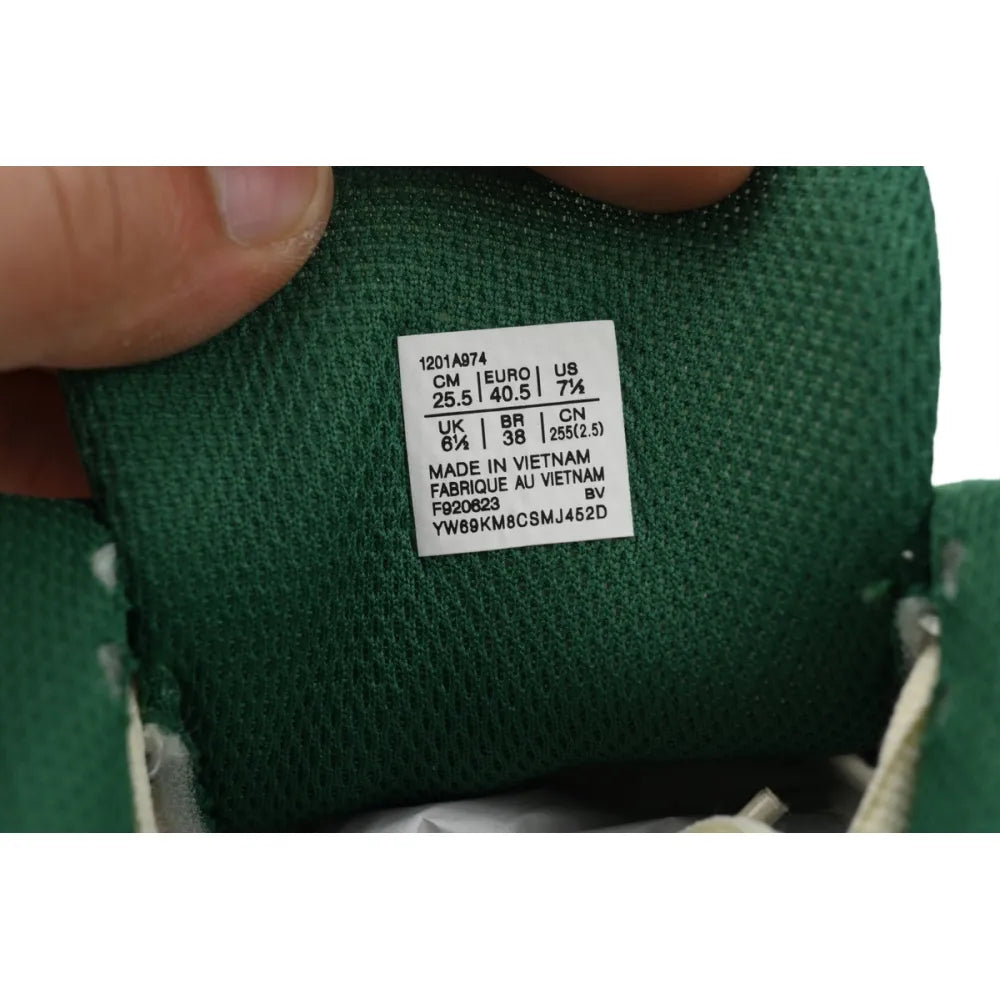 1201A974
CM EURO US
25.5 40.5 7½
UK BR CN
6½ 38 255(2.5)
MADE IN VIETNAM
FABRIQUE AU VIETNAM
F920623 BV
YW69KM8CSMJ452D